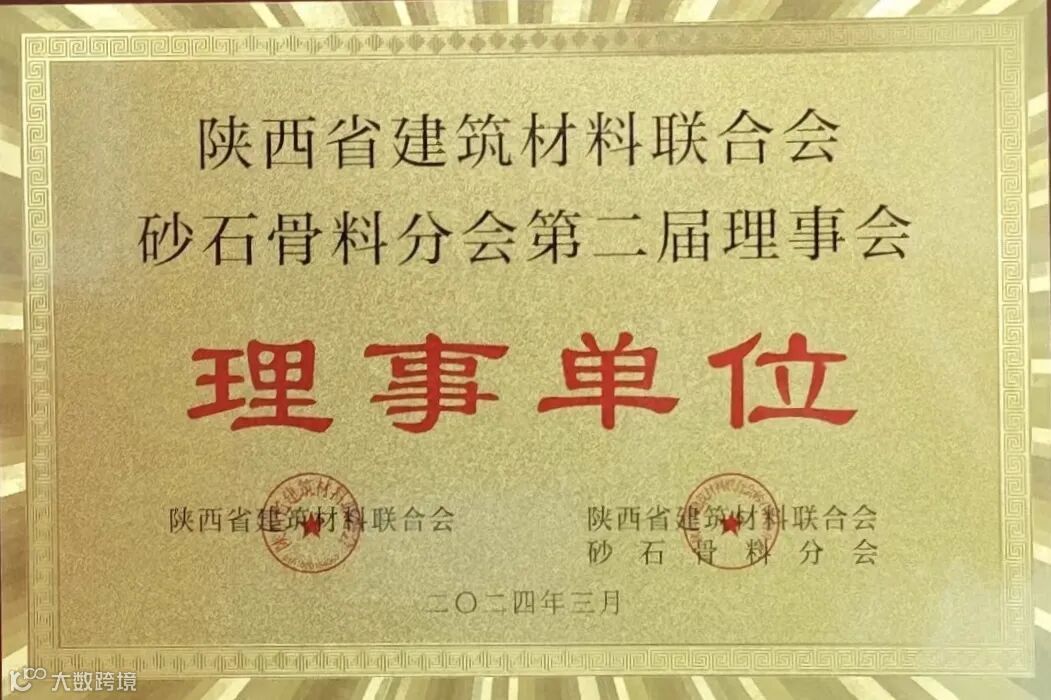 陕西省建筑材料联合会
砂石骨料分会第二届理事会
理事单位
陕西省建筑材料联合会
陕西省建筑材料联合会
砂石骨料分会
二〇二四年三月
大数跨境